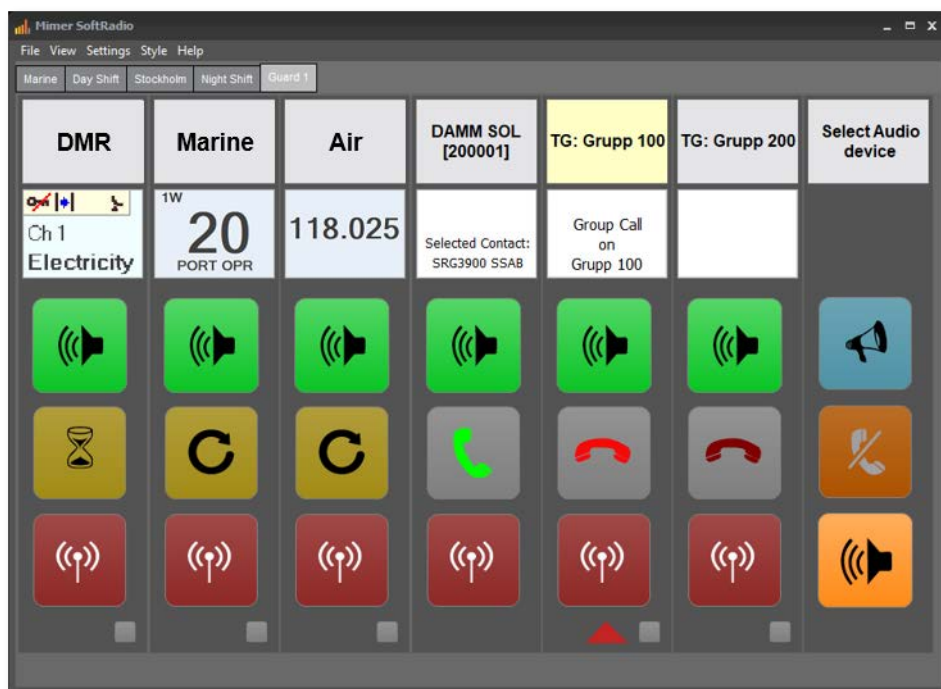 Mimer SoftRadio
File View Settings Style Help
Marine Day Shift Stockholm Night Shift Guard 1
DMR
Marine
Air
DAMM SOL
[200001]
TG: Grupp 100
TG: Grupp 200
Select Audio
device
Ch 1
Electricity
1W
20
PORT OPR
118.025
Selected Contact:
SRG3900 SSAB
Group Call
on
Grupp 100